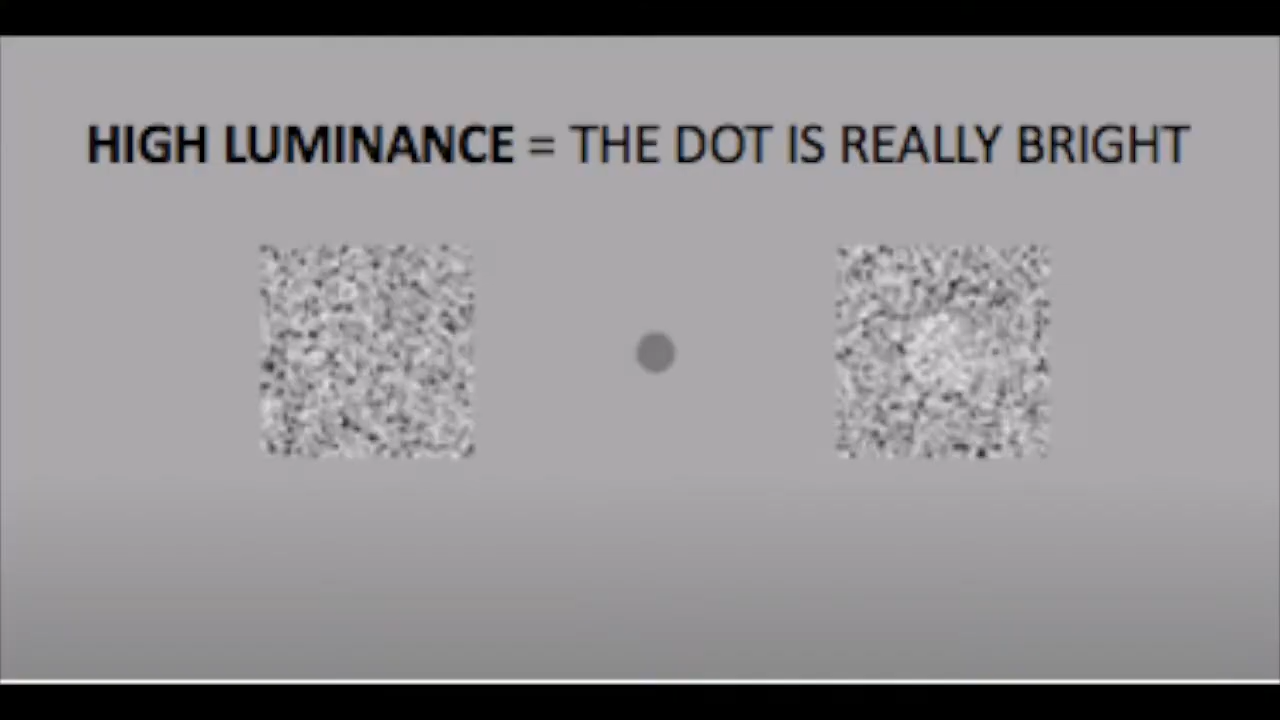 HIGH LUMINANCE = THE DOT IS REALLY BRIGHT